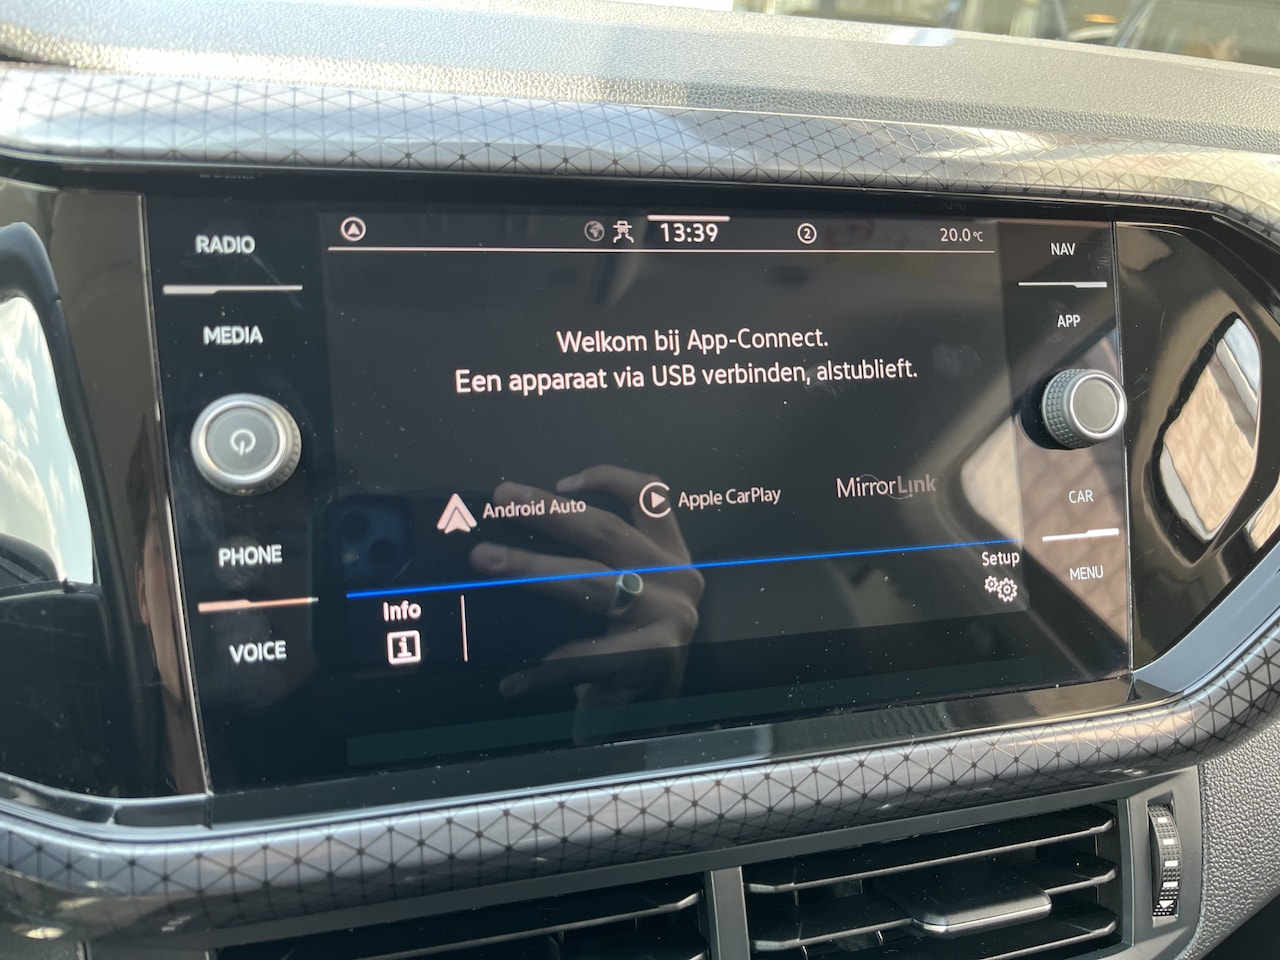 RADIO
MEDIA
PHONE
VOICE
13:39
2
20.0°C
Welkom bij App-Connect.
Een apparaat via USB verbinden, alstublieft.
Android Auto
Apple CarPlay
MirrorLink
Info
i
Setup
NAV
APP
CAR
MENU